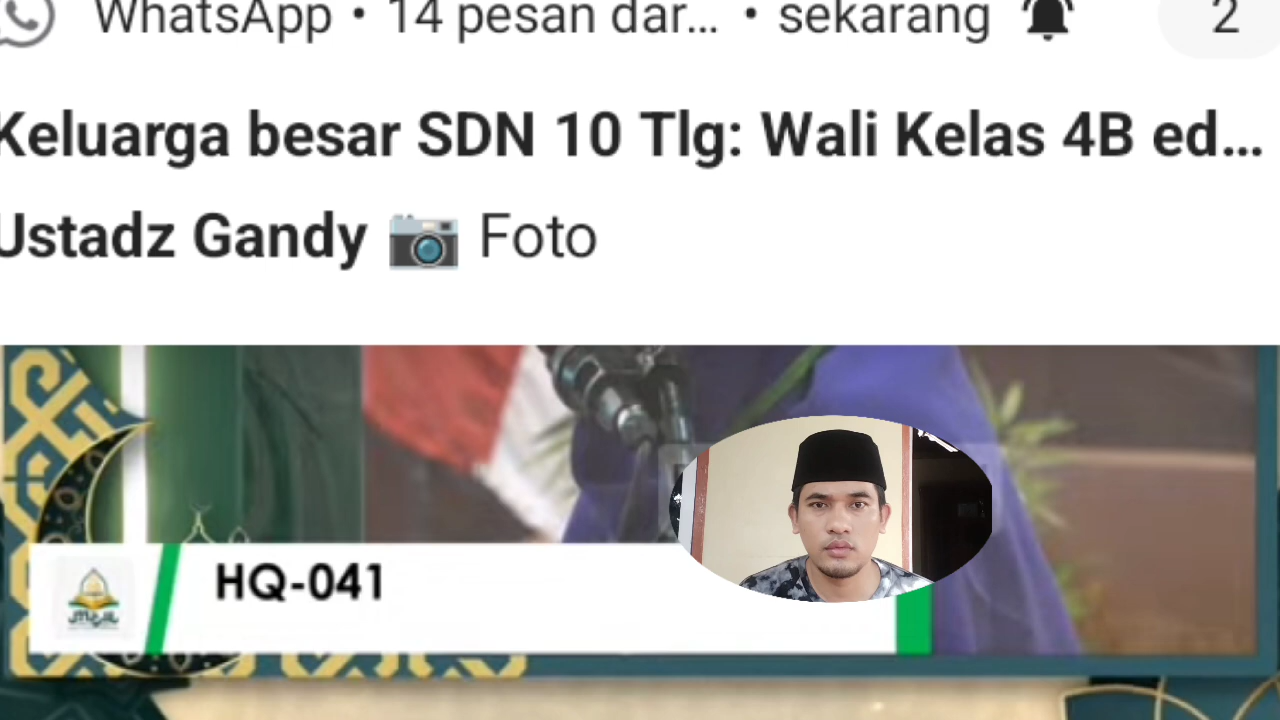 WhatsApp • 14 pesan dar... • sekarang 2
Keluarga besar SDN 10 Tlg: Wali Kelas 4B ed...
Ustadz Gandy 📷 Foto
HQ-041